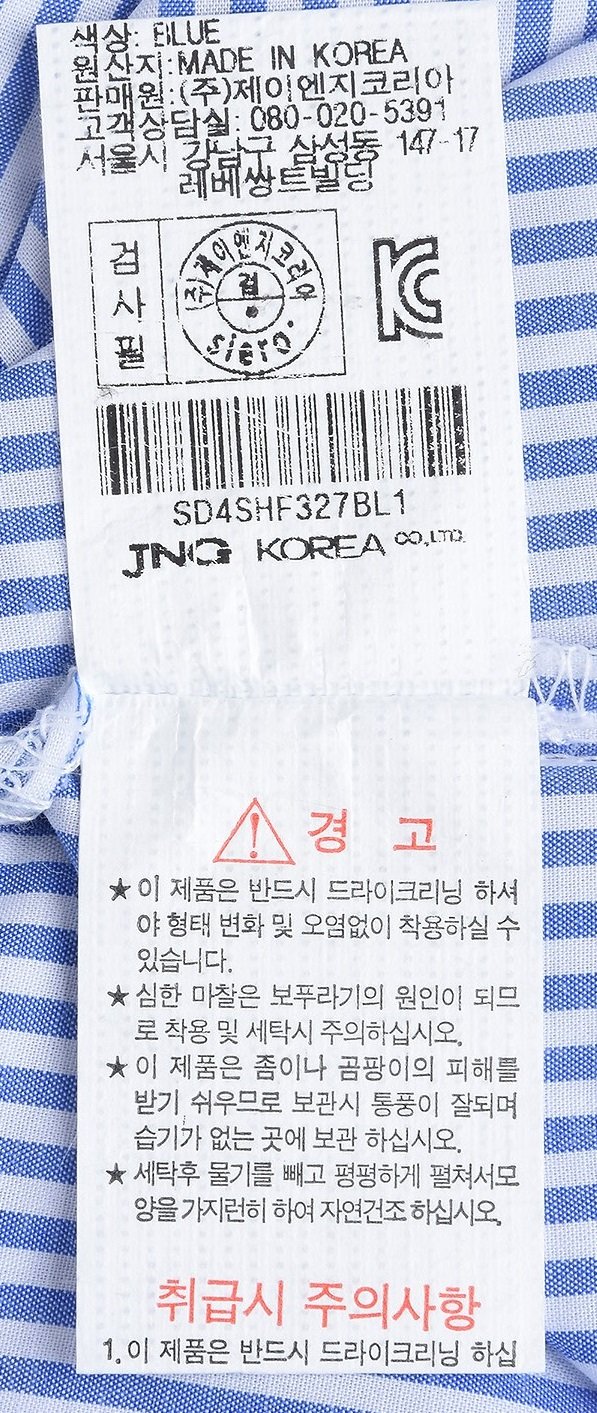 색상: BLUE
원산지:MADE IN KOREA
판매원:(주)제이엔지코리아
고객상담실: 080-020-5391
서울시 강남구 삼성동 147-17
레베쌍트빌딩
검사필
(주)제이엔지코리아
검
siero.
KC
SD4SHF327BL1
JNG KOREA CO.,LTD.
경 고
★이 제품은 반드시 드라이크리닝 하셔
야 형태 변화 및 오염없이 착용하실 수
있습니다.
★심한 마찰은 보푸라기의 원인이 되므
로 착용 및 세탁시 주의하십시오.
★이 제품은 좀이나 곰팡이의 피해를
받기 쉬우므로 보관시 통풍이 잘되며
습기가 없는 곳에 보관 하십시오.
★세탁후 물기를 빼고 평평하게 펼쳐서모
양을가지런히 하여 자연건조하십시오.
취급시 주의사항
1.이 제품은 반드시 드라이크리닝 하십